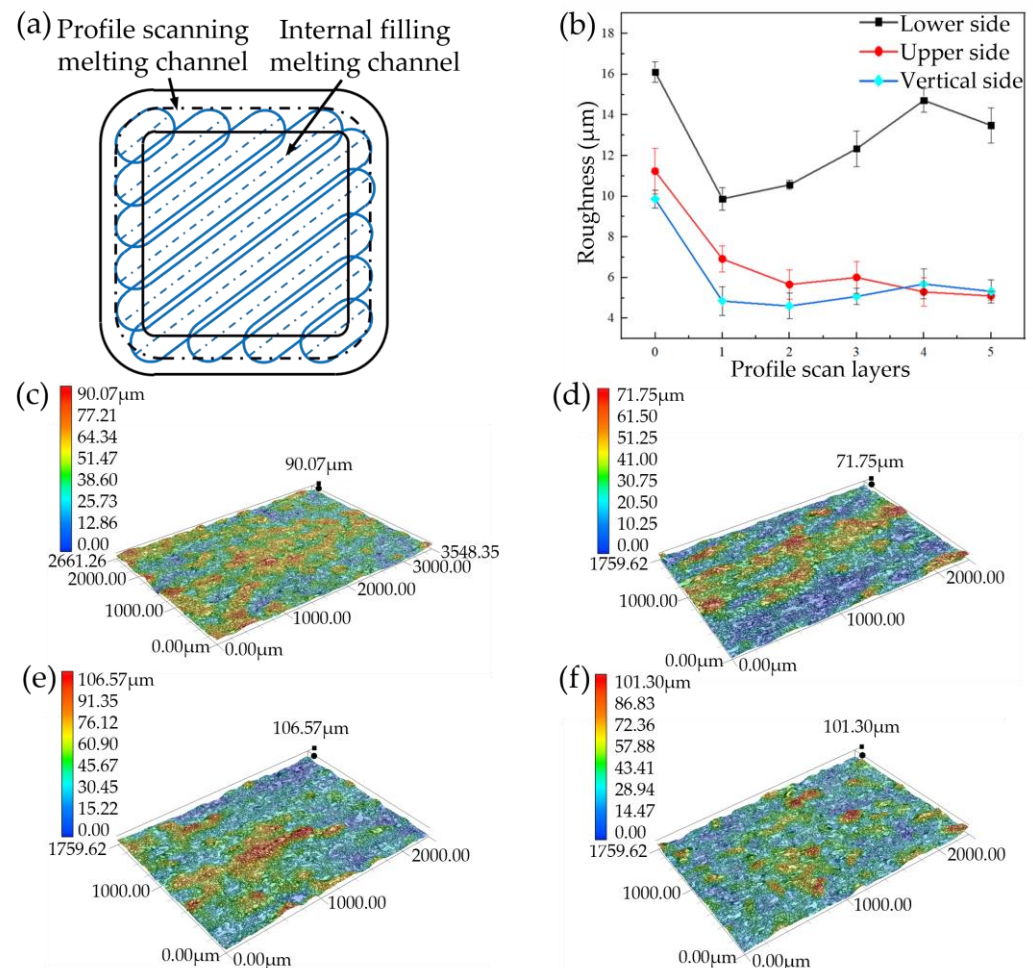 (a)
Profile scanning
melting channel
Internal filling
melting channel
(b)
Lower side
Upper side
Vertical side
Roughness (µm)
18
16
14
12
10
8
6
4
0
1
2
3
4
5
Profile scan layers
(c)
90.07µm
77.21
64.34
51.47
38.60
25.73
12.86
0.00
90.07µm
2661.26
2000.00
1000.00
0.00µm
0.00µm
1000.00
2000.00
3000.00
3548.35
(d)
71.75µm
61.50
51.25
41.00
30.75
20.50
10.25
0.00
71.75µm
1759.62
1000.00
0.00µm
0.00µm
1000.00
2000.00
(e)
106.57µm
91.35
76.12
60.90
45.67
30.45
15.22
0.00
106.57µm
1759.62
1000.00
0.00µm
0.00µm
1000.00
2000.00
(f)
101.30µm
86.83
72.36
57.88
43.41
28.94
14.47
0.00
101.30µm
1759.62
1000.00
0.00µm
0.00µm
1000.00
2000.00